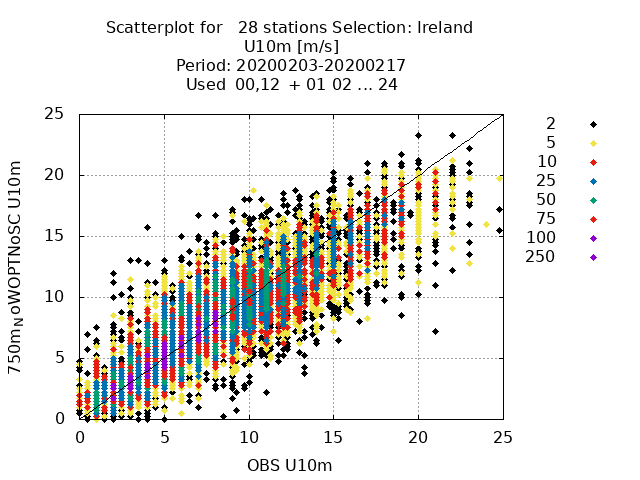 Scatterplot for   28 stations Selection: Ireland
U10m [m/s]
Period: 20200203-20200217
Used  00,12  + 01 02 ... 24
750mNoWOPTNoSC U10m
25
20
15
10
5
0
0 5 10 15 20 25
OBS U10m
2
5
10
25
50
75
100
250